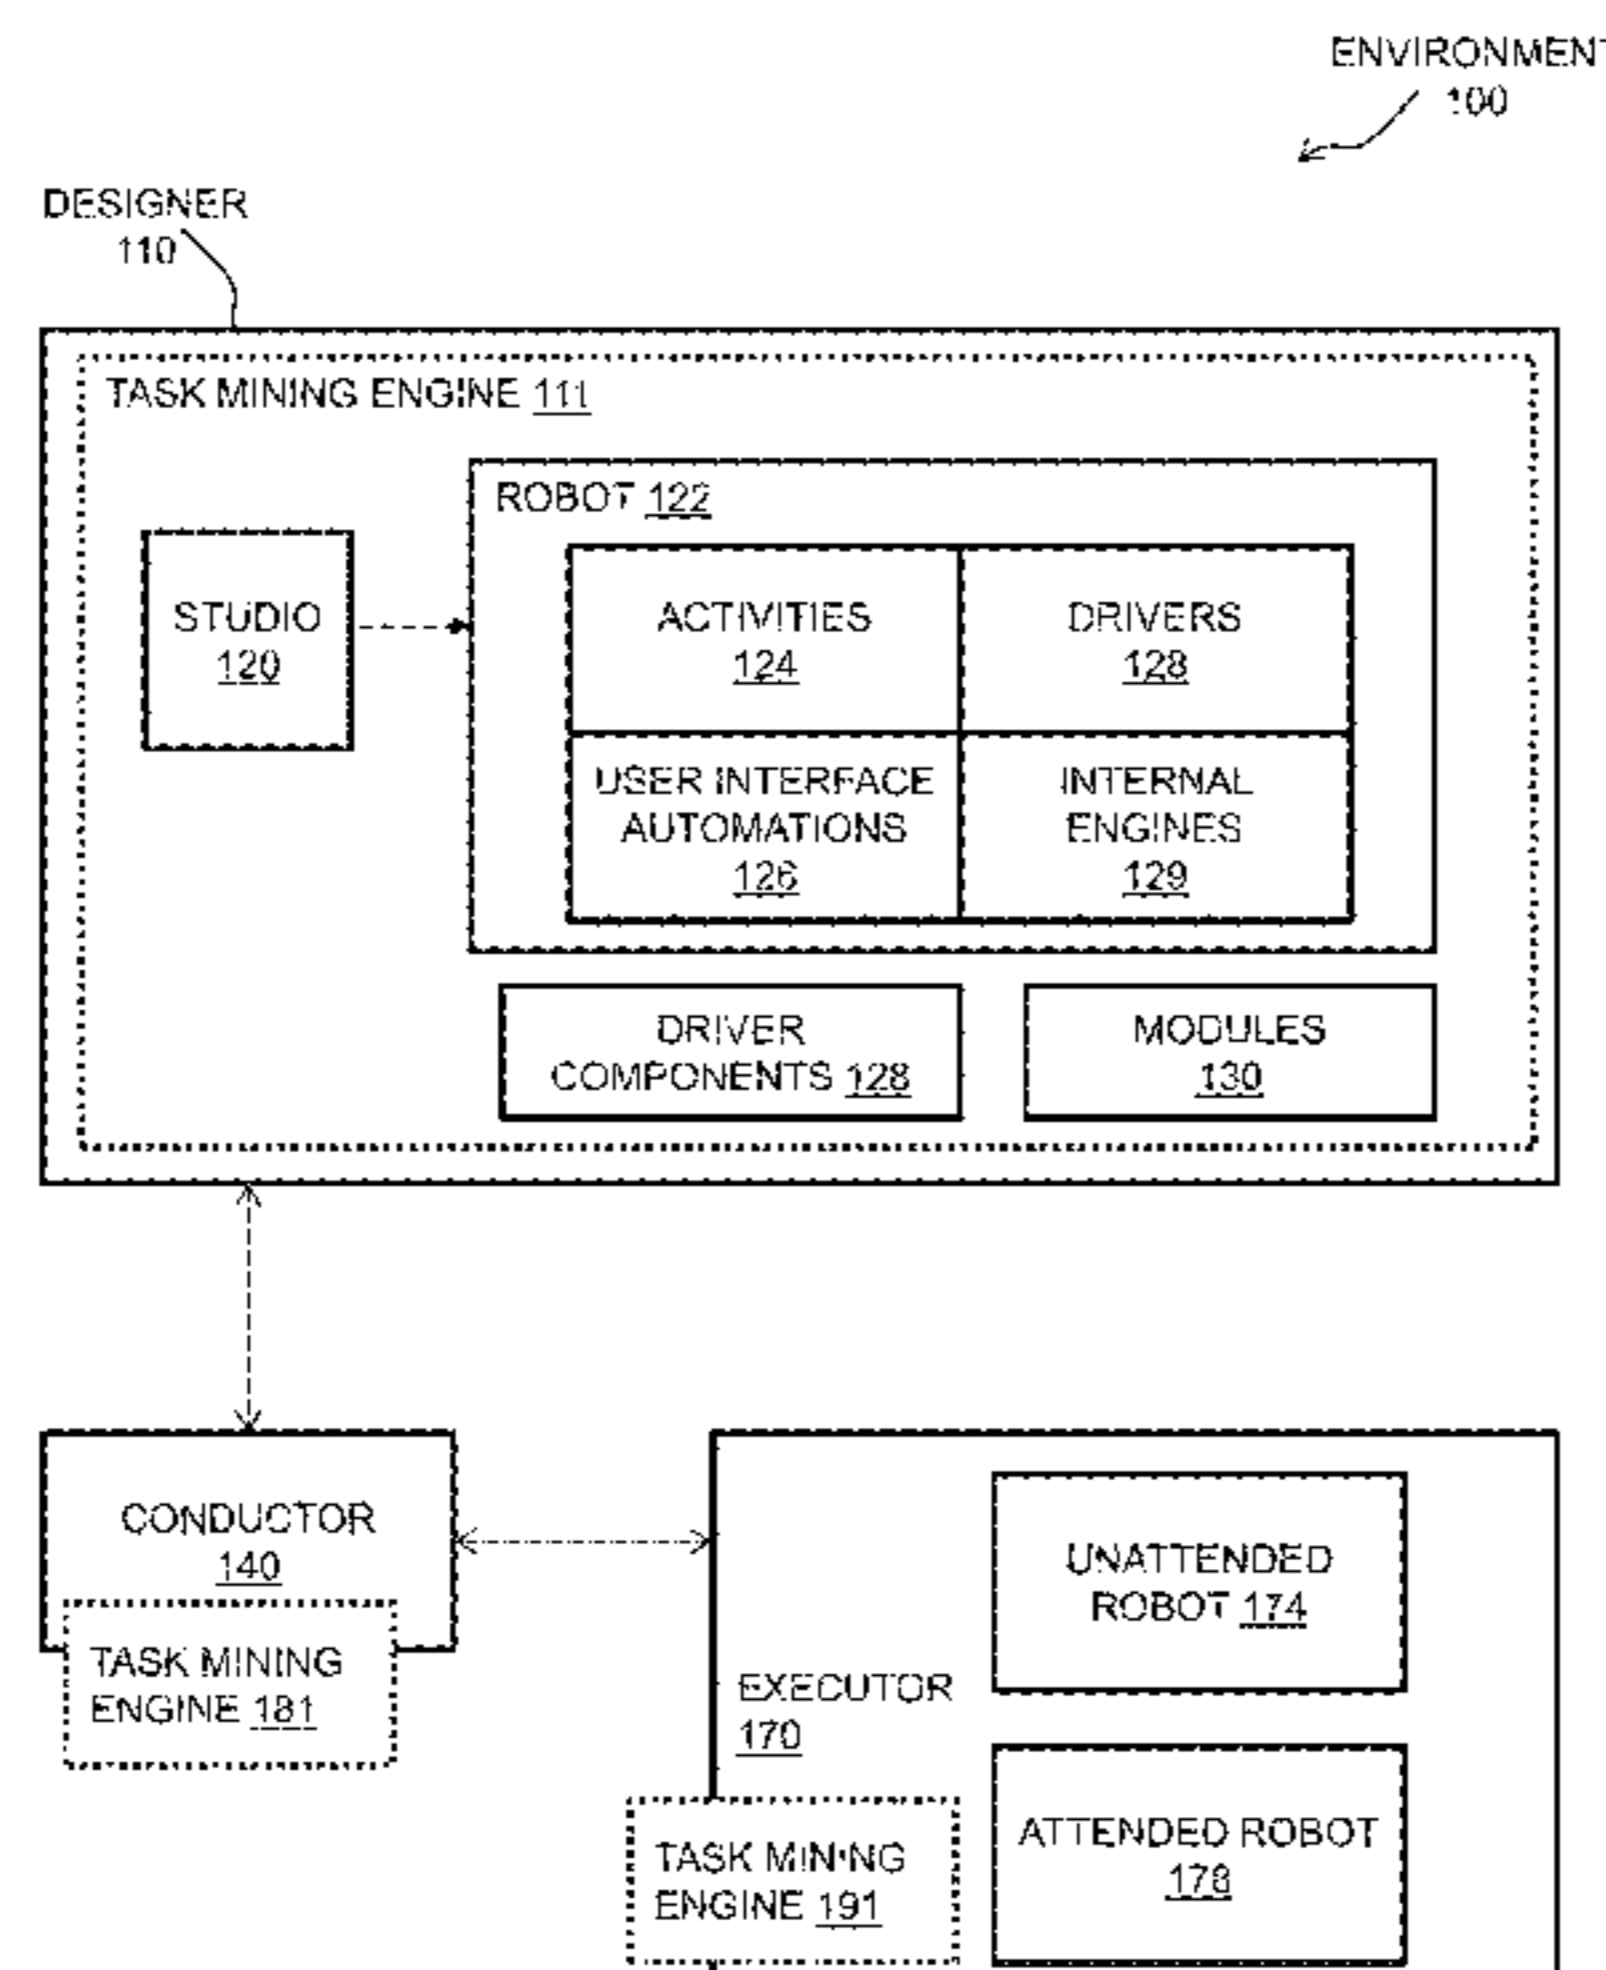 ENVIRONMENT
100
DESIGNER
110
TASK MINING ENGINE 111
ROBOT 122
STUDIO
120
ACTIVITIES
124
DRIVERS
128
USER INTERFACE
AUTOMATIONS
126
INTERNAL
ENGINES
129
DRIVER
COMPONENTS 128
MODULES
130
CONDUCTOR
140
TASK MINING
ENGINE 181
EXECUTOR
170
TASK MINING
ENGINE 191
UNATTENDED
ROBOT 174
ATTENDED ROBOT
178